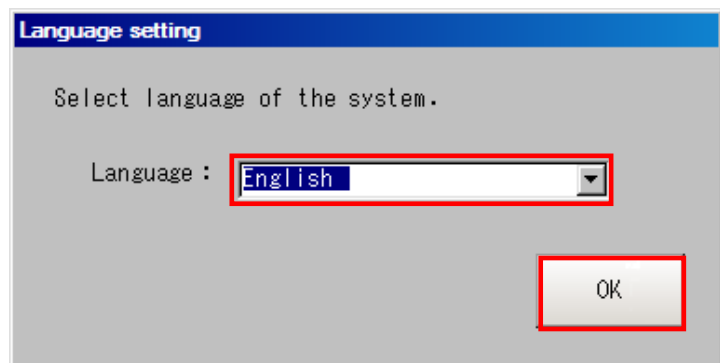 Language setting
Select language of the system.
Language : English
OK